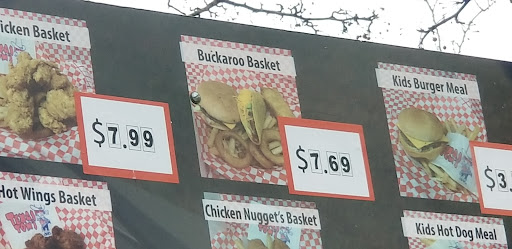 icken Basket
$7.99
Buckaroo Basket
$7.69
Kids Burger Meal
$3
Hot Wings Basket
Chicken Nugget's Basket
Kids Hot Dog Meal